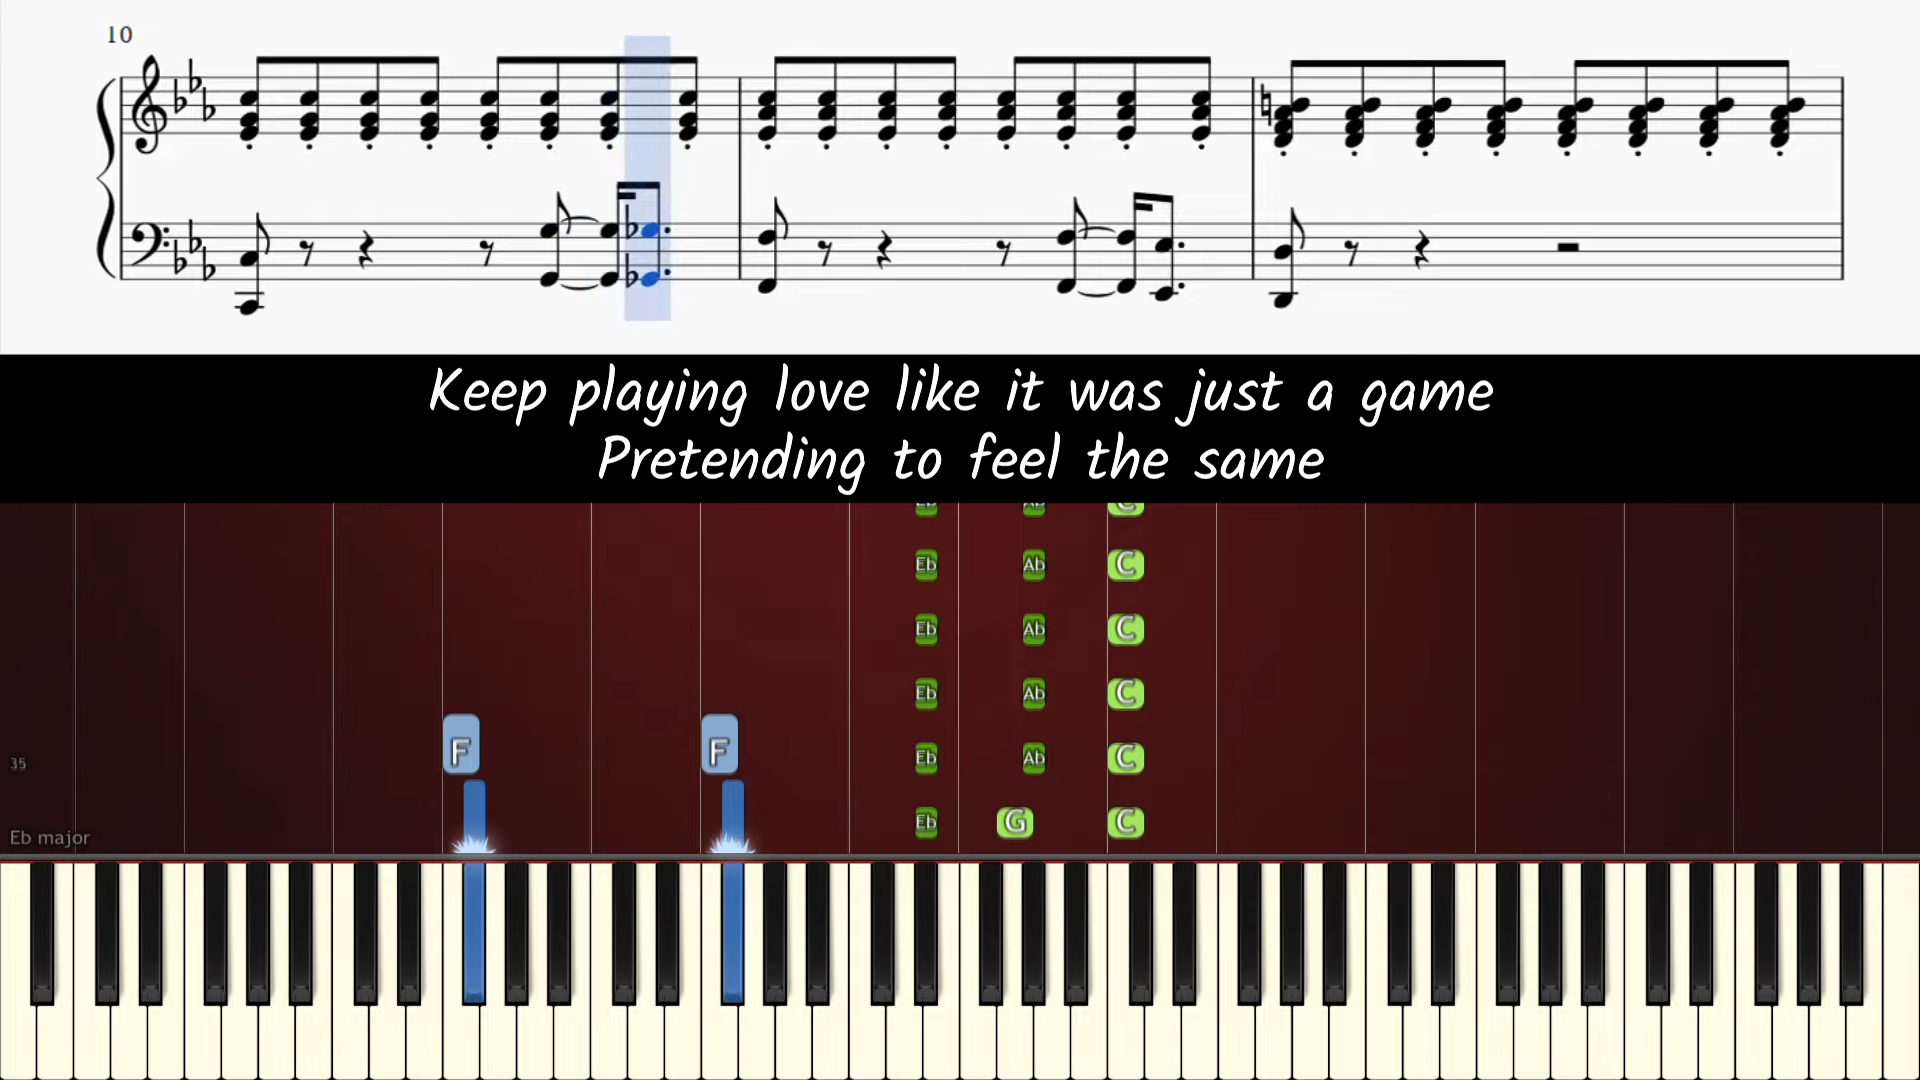 10
Keep playing love like it was just a game
Pretending to feel the same
Eb Ab C
Eb Ab C
Eb Ab C
Eb Ab C
F F
35
Eb Ab C
Eb G C
Eb major